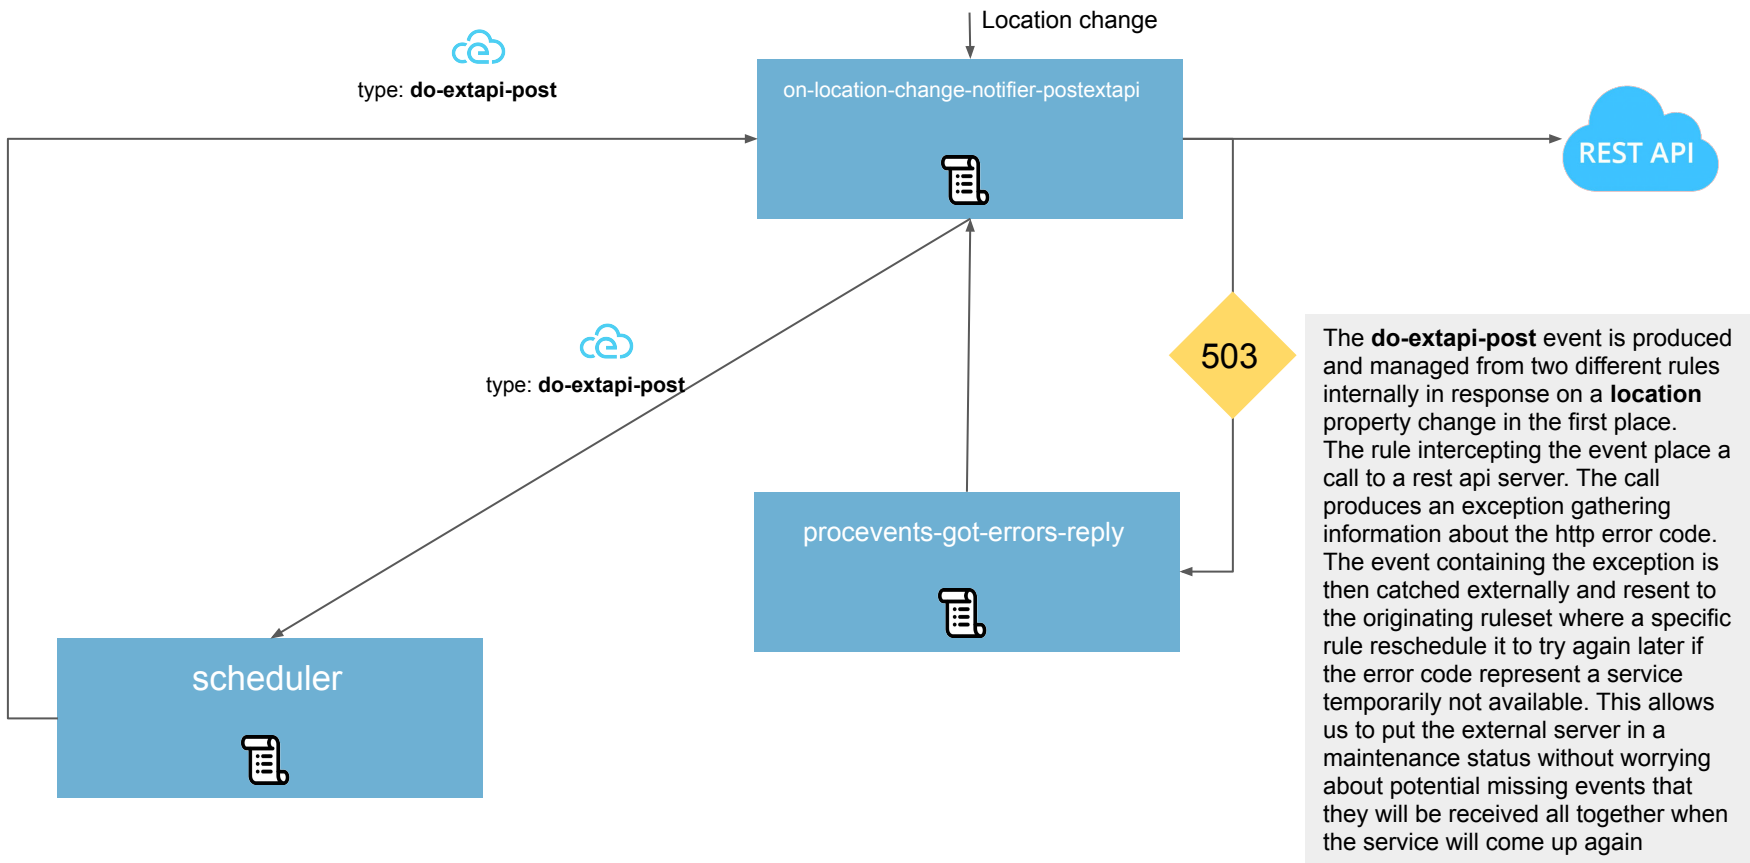 Location change
type: do-extapi-post
on-location-change-notifier-postextapi
REST API
type: do-extapi-post
503
procevents-got-errors-reply
scheduler
The do-extapi-post event is produced
and managed from two different rules
internally in response on a location
property change in the first place.
The rule intercepting the event place a
call to a rest api server. The call
produces an exception gathering
information about the http error code.
The event containing the exception is
then catched externally and resent to
the originating ruleset where a specific
rule reschedule it to try again later if
the error code represent a service
temporarily not available. This allows
us to put the external server in a
maintenance status without worrying
about potential missing events that
they will be received all together when
the service will come up again